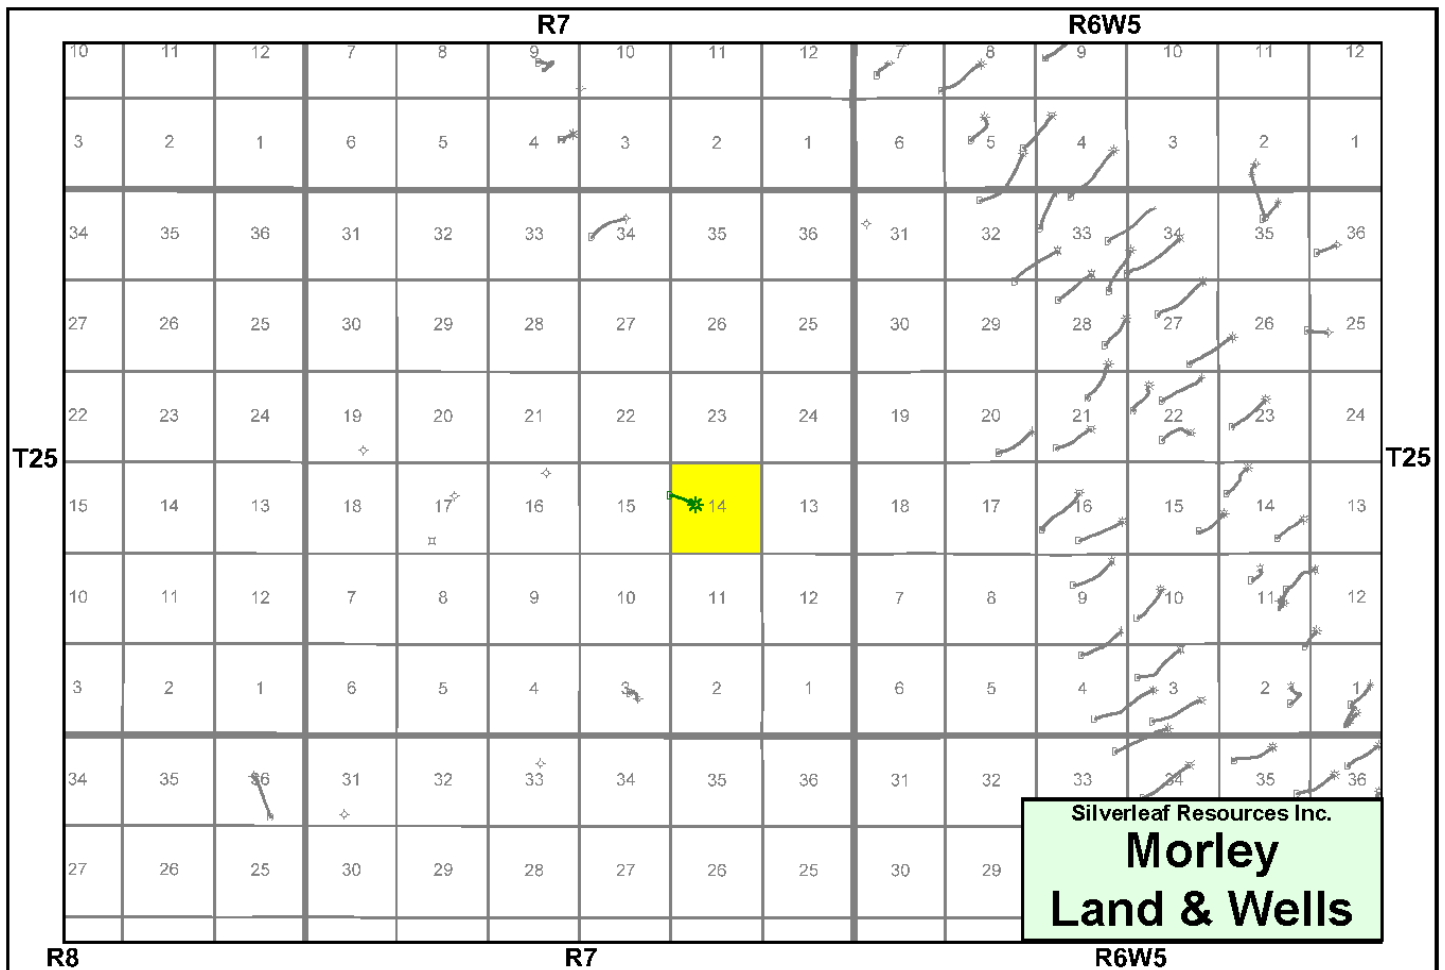 R7 R6W5
10 11 12 7 8 9 10 11 12 7 8 9 10 11 12
3 2 1 6 5 4 3 2 1 6 5 4 3 2 1
34 35 36 31 32 33 34 35 36 31 32 33 34 35 36
27 26 25 30 29 28 27 26 25 30 29 28 27 26 25
22 23 24 19 20 21 22 23 24 19 20 21 22 23 24
T25 T25
15 14 13 18 17 16 15 14 13 18 17 16 15 14 13
10 11 12 7 8 9 10 11 12 7 8 9 10 11 12
3 2 1 6 5 4 3 2 1 6 5 4 3 2 1
34 35 36 31 32 33 34 35 36 31 32 33 34 35 36
27 26 25 30 29 28 27 26 25 30 29
Silverleaf Resources Inc.
Morley
Land & Wells
R8 R7 R6W5